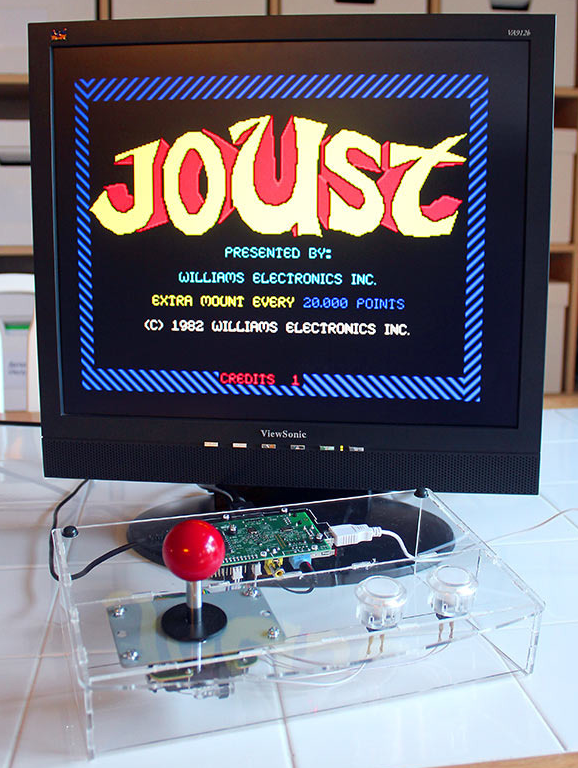 VA912b
JOUST
PRESENTED BY:
WILLIAMS ELECTRONICS INC.
EXTRA MOUNT EVERY 20,000 POINTS
(C) 1982 WILLIAMS ELECTRONICS INC.
CREDITS 1
ViewSonic